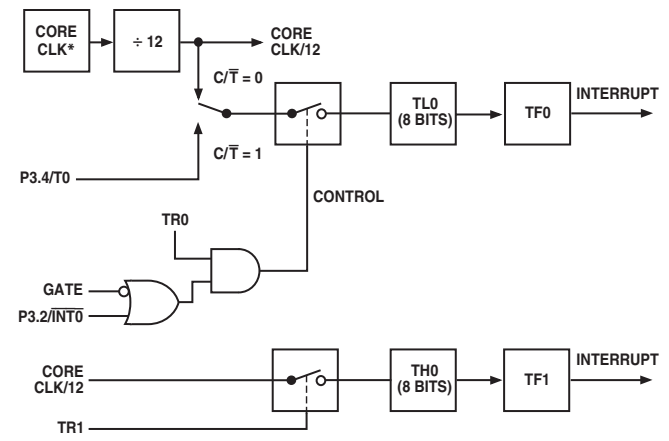 CORE
CLK*
÷ 12
CORE
CLK/12
C/T̅ = 0
TL0
(8 BITS)
TF0
INTERRUPT
C/T̅ = 1
P3.4/T0
CONTROL
TR0
GATE
P3.2/I̅N̅T̅0̅
CORE
CLK/12
TH0
(8 BITS)
TF1
INTERRUPT
TR1